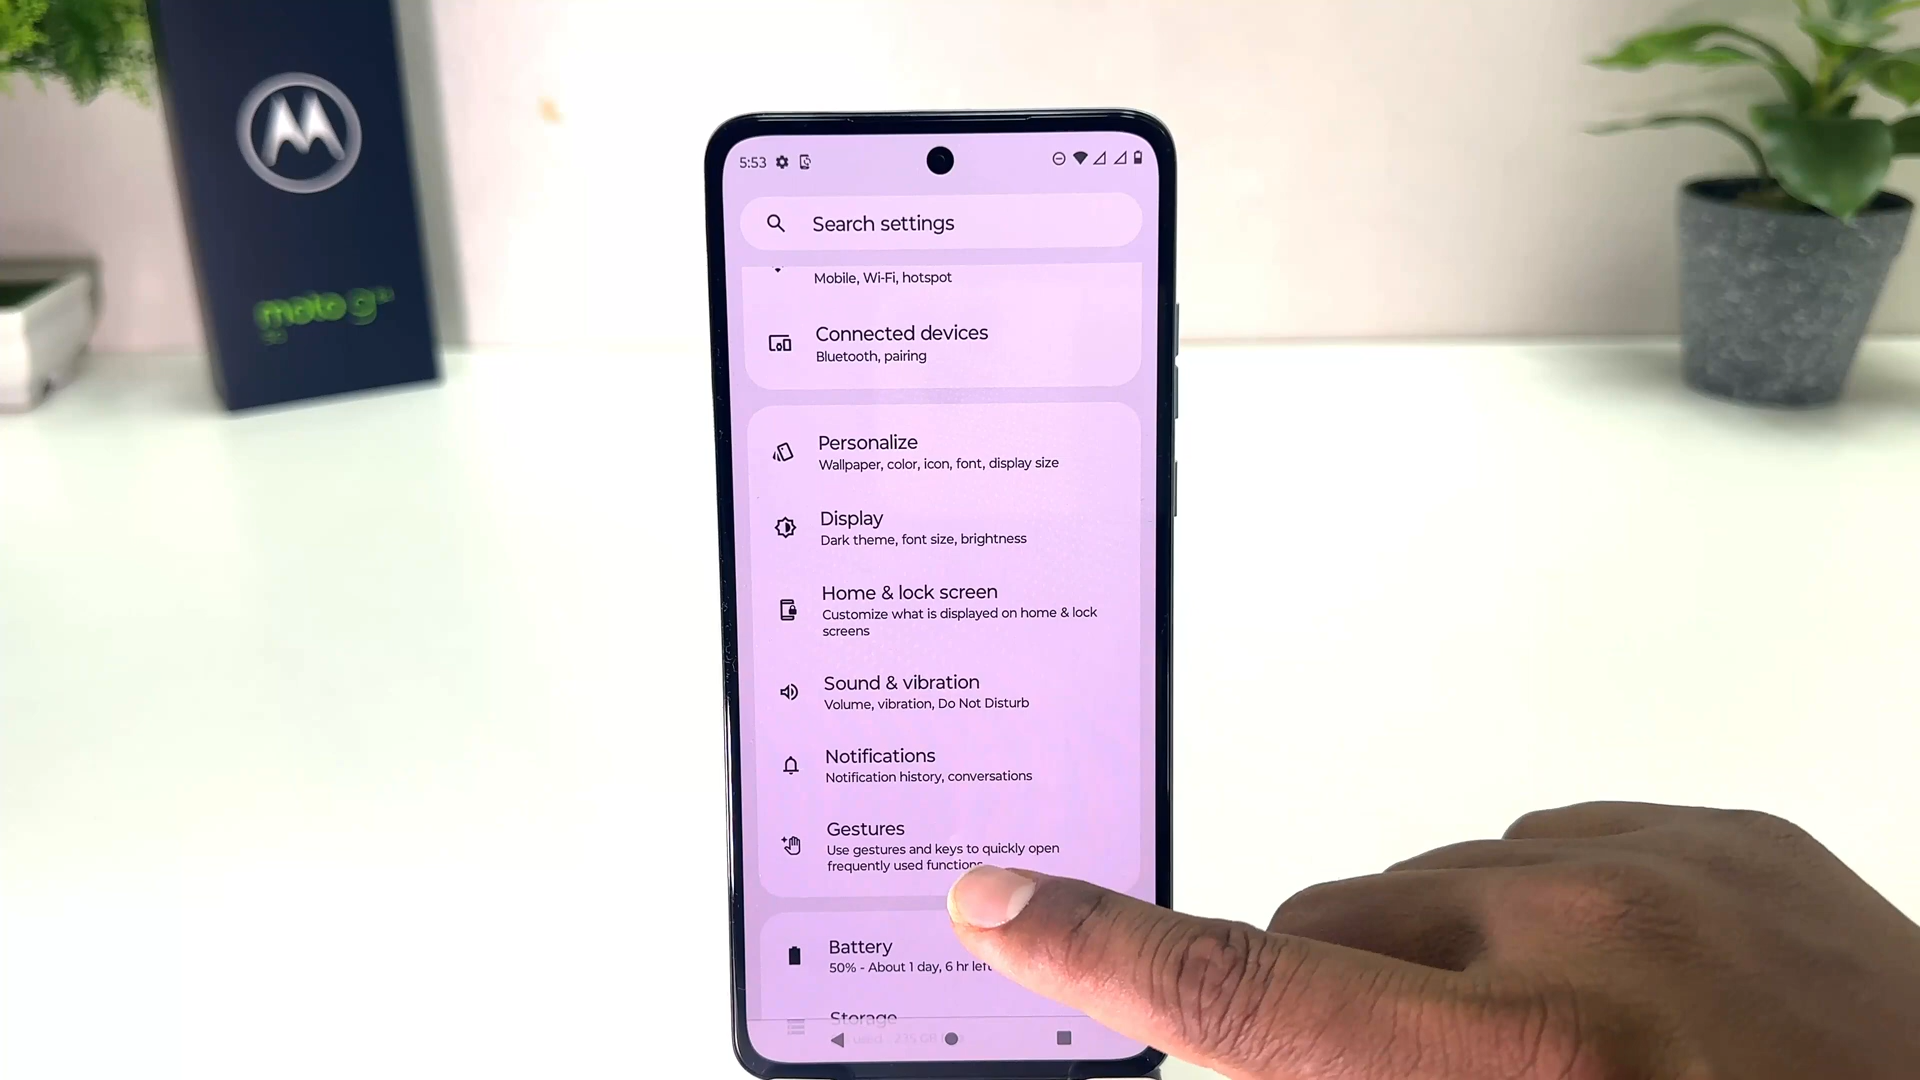 moto g
5:53
Search settings
Mobile, Wi-Fi, hotspot
Connected devices
Bluetooth, pairing
Personalize
Wallpaper, color, icon, font, display size
Display
Dark theme, font size, brightness
Home & lock screen
Customize what is displayed on home & lock
screens
Sound & vibration
Volume, vibration, Do Not Disturb
Notifications
Notification history, conversations
Gestures
Use gestures and keys to quickly open
frequently used functions
Battery
50% - About 1 day, 6 hr left
Storage